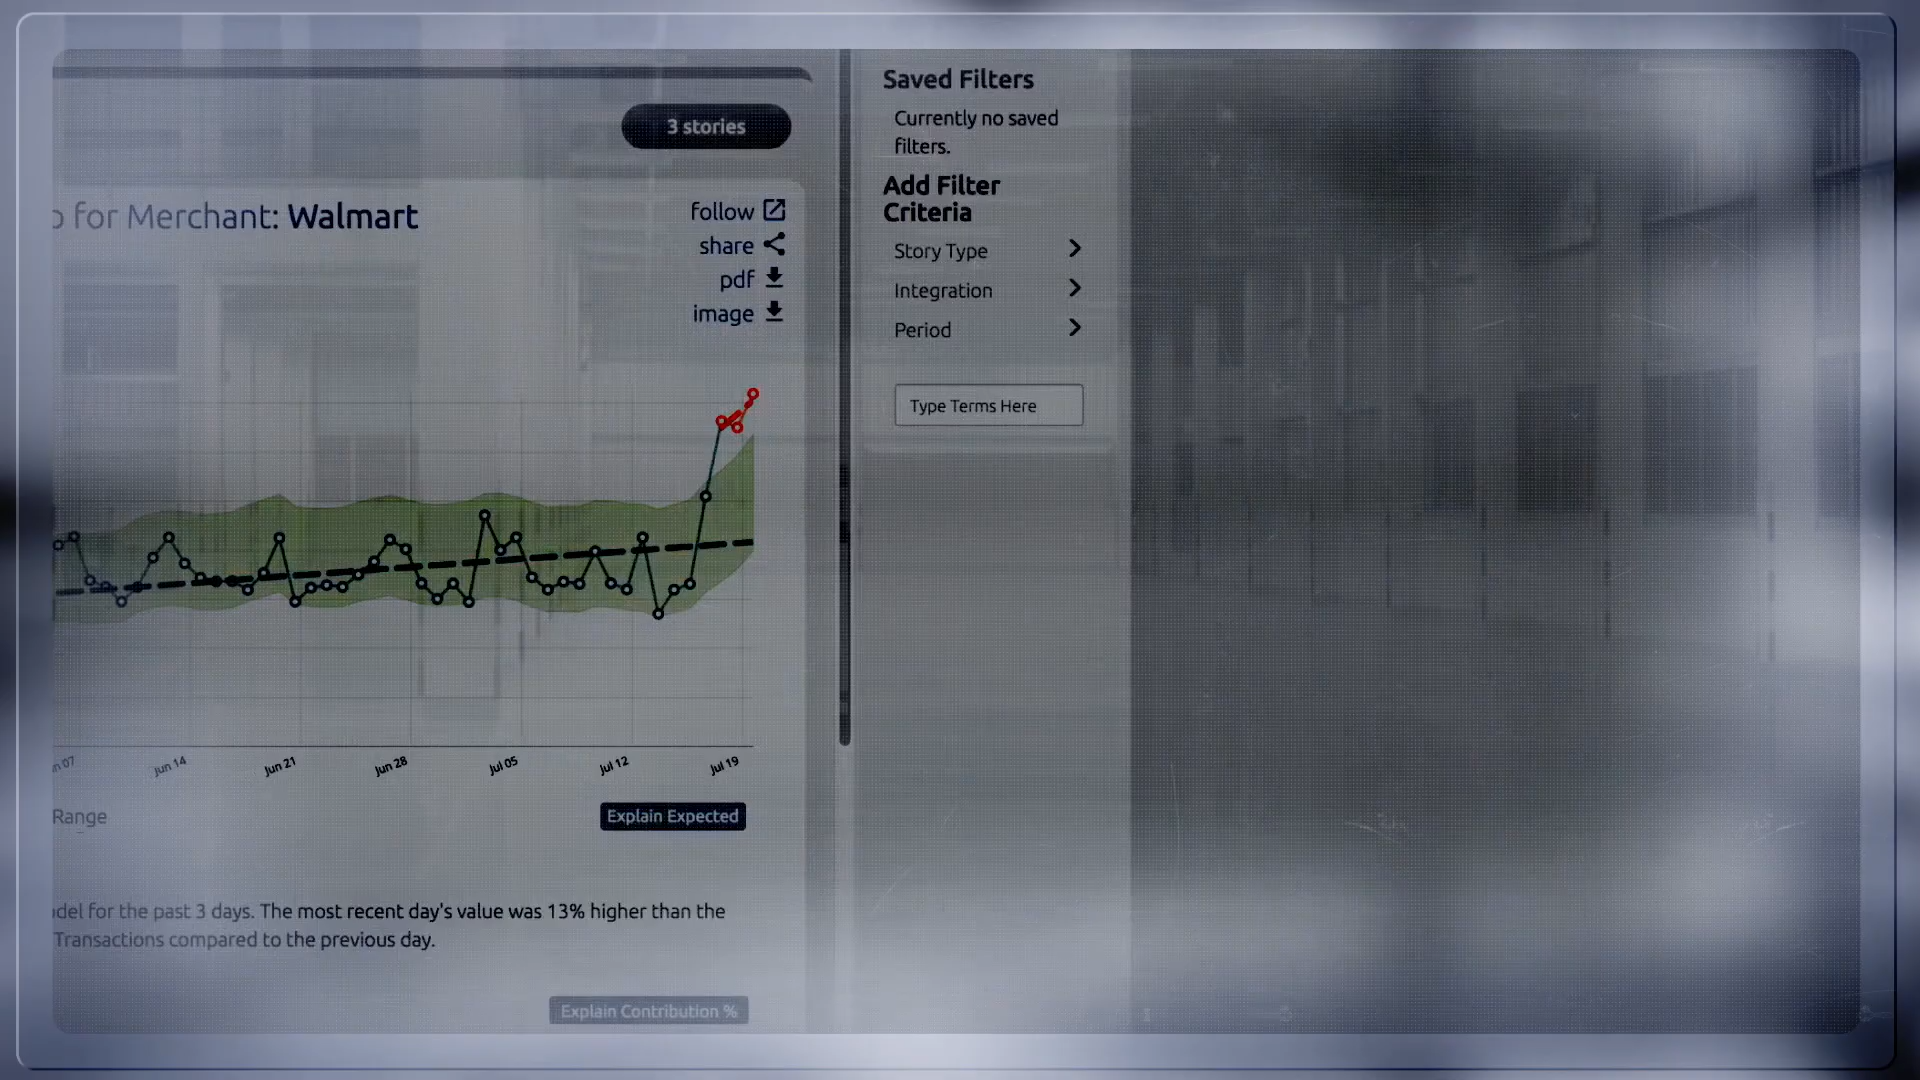 3 stories
for Merchant: Walmart
follow
share
pdf
image
Jun 14
Jun 21
Jun 28
Jul 05
Jul 12
Jul 19
Range
Explain Expected
for the past 3 days. The most recent day's value was 13% higher than the
Transactions compared to the previous day.
Explain Contribution %
Saved Filters
Currently no saved
filters.
Add Filter
Criteria
Story Type
Integration
Period
Type Terms Here